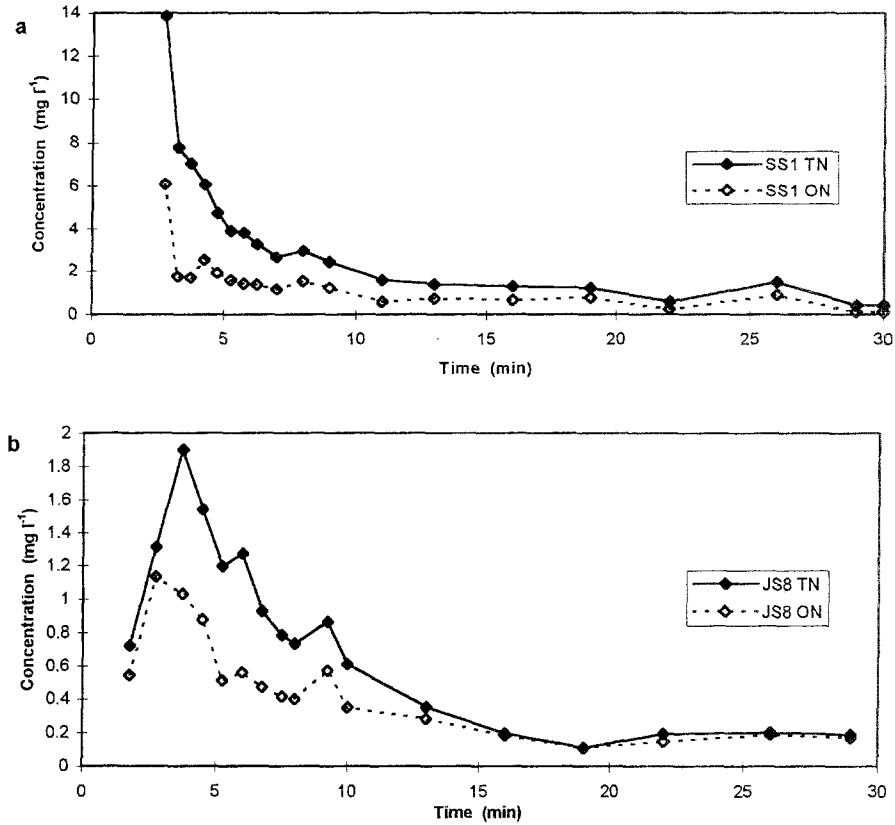 a
14
12
10
8
6
4
2
0
Concentration (mg l⁻¹)
SS1 TN
SS1 ON
0 5 10 15 20 25 30
Time (min)
b
2
1.8
1.6
1.4
1.2
1
0.8
0.6
0.4
0.2
0
Concentration (mg l⁻¹)
JS8 TN
JS8 ON
0 5 10 15 20 25 30
Time (min)